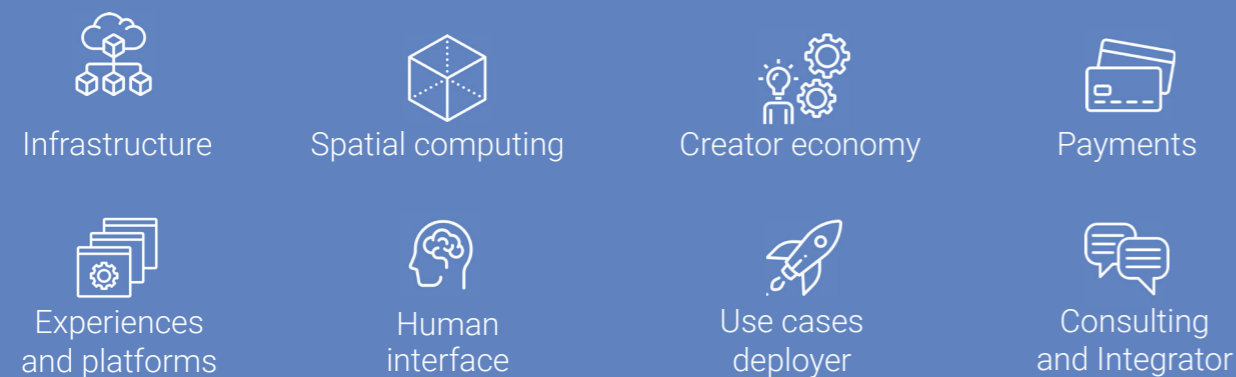 Infrastructure
Spatial computing
Creator economy
Payments
Experiences
and platforms
Human
interface
Use cases
deployer
Consulting
and Integrator